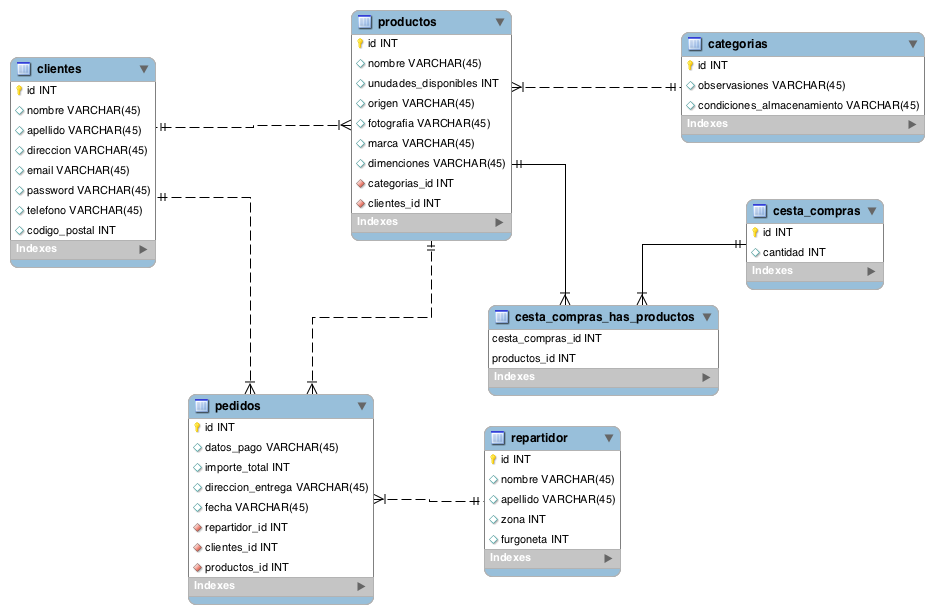 clientes
id INT
nombre VARCHAR(45)
apellido VARCHAR(45)
direccion VARCHAR(45)
email VARCHAR(45)
password VARCHAR(45)
telefono VARCHAR(45)
codigo_postal INT
Indexes
productos
id INT
nombre VARCHAR(45)
unudades_disponibles INT
origen VARCHAR(45)
fotografia VARCHAR(45)
marca VARCHAR(45)
dimenciones VARCHAR(45)
categorias_id INT
clientes_id INT
Indexes
categorias
id INT
observasiones VARCHAR(45)
condiciones_almacenamiento VARCHAR(45)
Indexes
cesta_compras
id INT
cantidad INT
Indexes
cesta_compras_has_productos
cesta_compras_id INT
productos_id INT
Indexes
pedidos
id INT
datos_pago VARCHAR(45)
importe_total INT
direccion_entrega VARCHAR(45)
fecha VARCHAR(45)
repartidor_id INT
clientes_id INT
productos_id INT
Indexes
repartidor
id INT
nombre VARCHAR(45)
apellido VARCHAR(45)
zona INT
furgoneta INT
Indexes